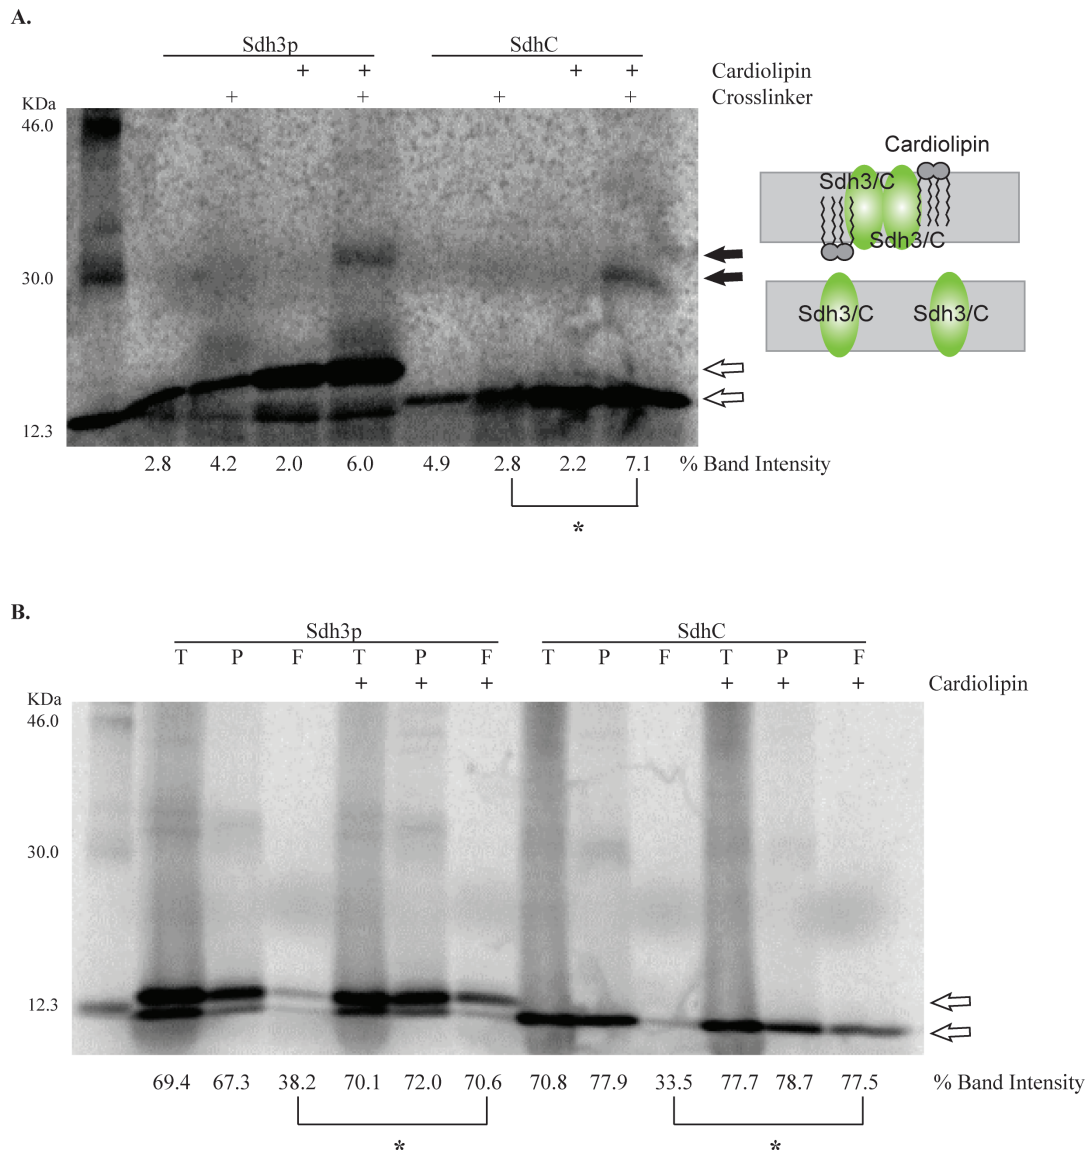 A.
Sdh3p SdhC
+ + + + Cardiolipin
+ + + + Crosslinker
KDa
46.0
Cardiolipin
Sdh3/C
Sdh3/C
30.0
Sdh3/C Sdh3/C
12.3
2.8 4.2 2.0 6.0 4.9 2.8 2.2 7.1 % Band Intensity
*
B.
Sdh3p SdhC
T P F T P F T P F T P F
+ + + + + + Cardiolipin
KDa
46.0
30.0
12.3
69.4 67.3 38.2 70.1 72.0 70.6 70.8 77.9 33.5 77.7 78.7 77.5 % Band Intensity
* *